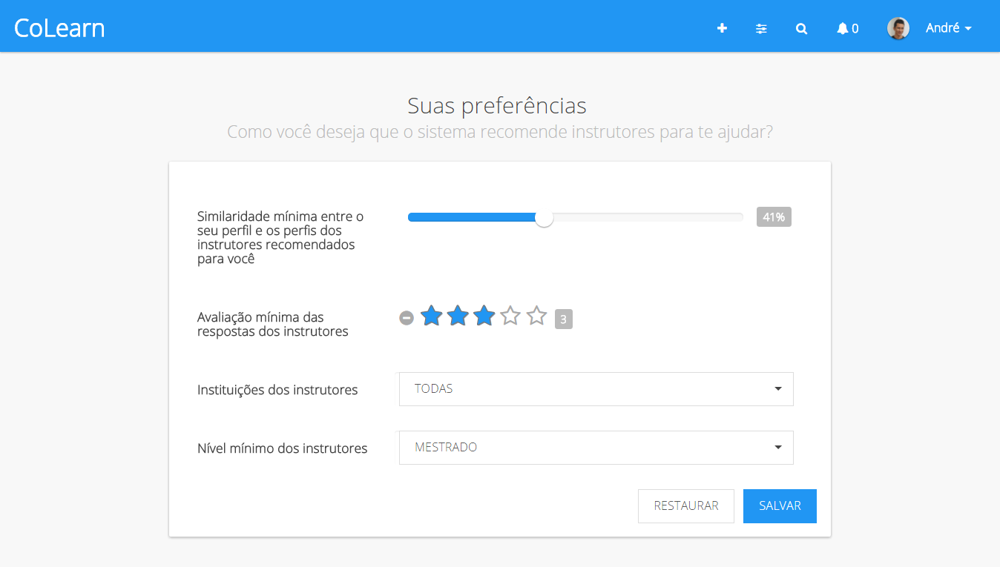 CoLearn
0
André
Suas preferências
Como você deseja que o sistema recomende instrutores para te ajudar?
Similaridade mínima entre o
seu perfil e os perfis dos
instrutores recomendados
para você
41%
Avaliação mínima das
respostas dos instrutores
3
Instituições dos instrutores
TODAS
Nível mínimo dos instrutores
MESTRADO
RESTAURAR
SALVAR